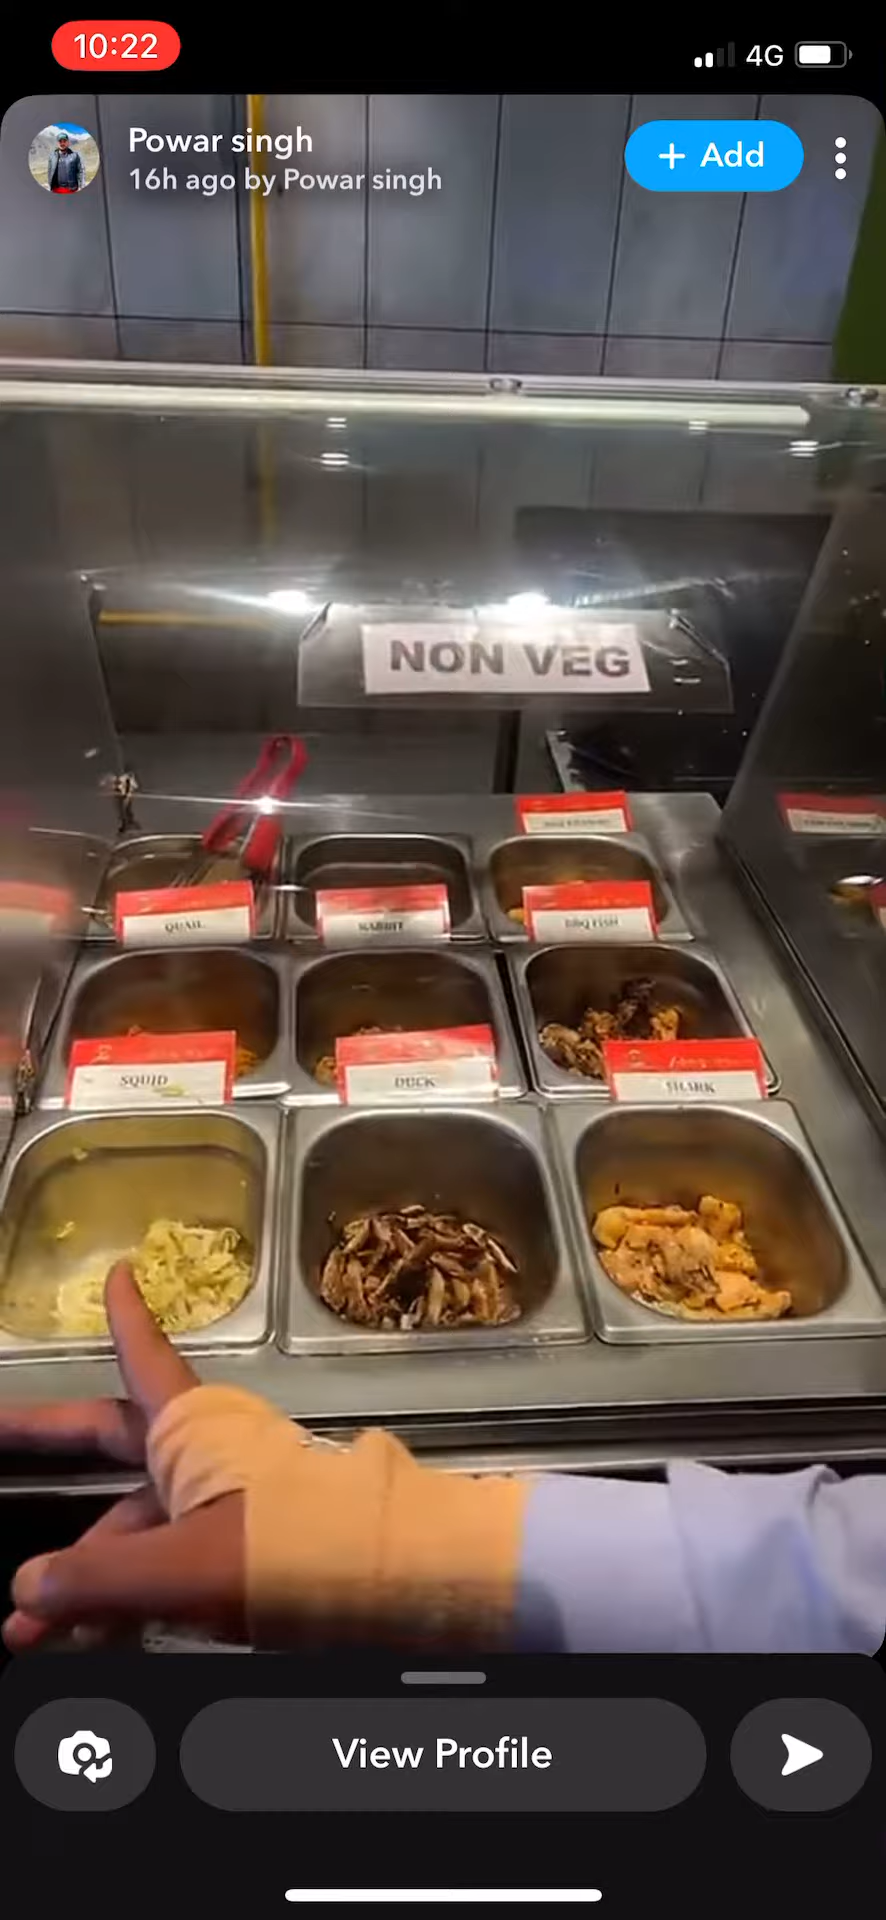 10:22
4G
Powar singh
16h ago by Powar singh
+ Add
NON VEG
QUAIL
RABBIT
BBQ FISH
SQUID
DUCK
SHARK
View Profile